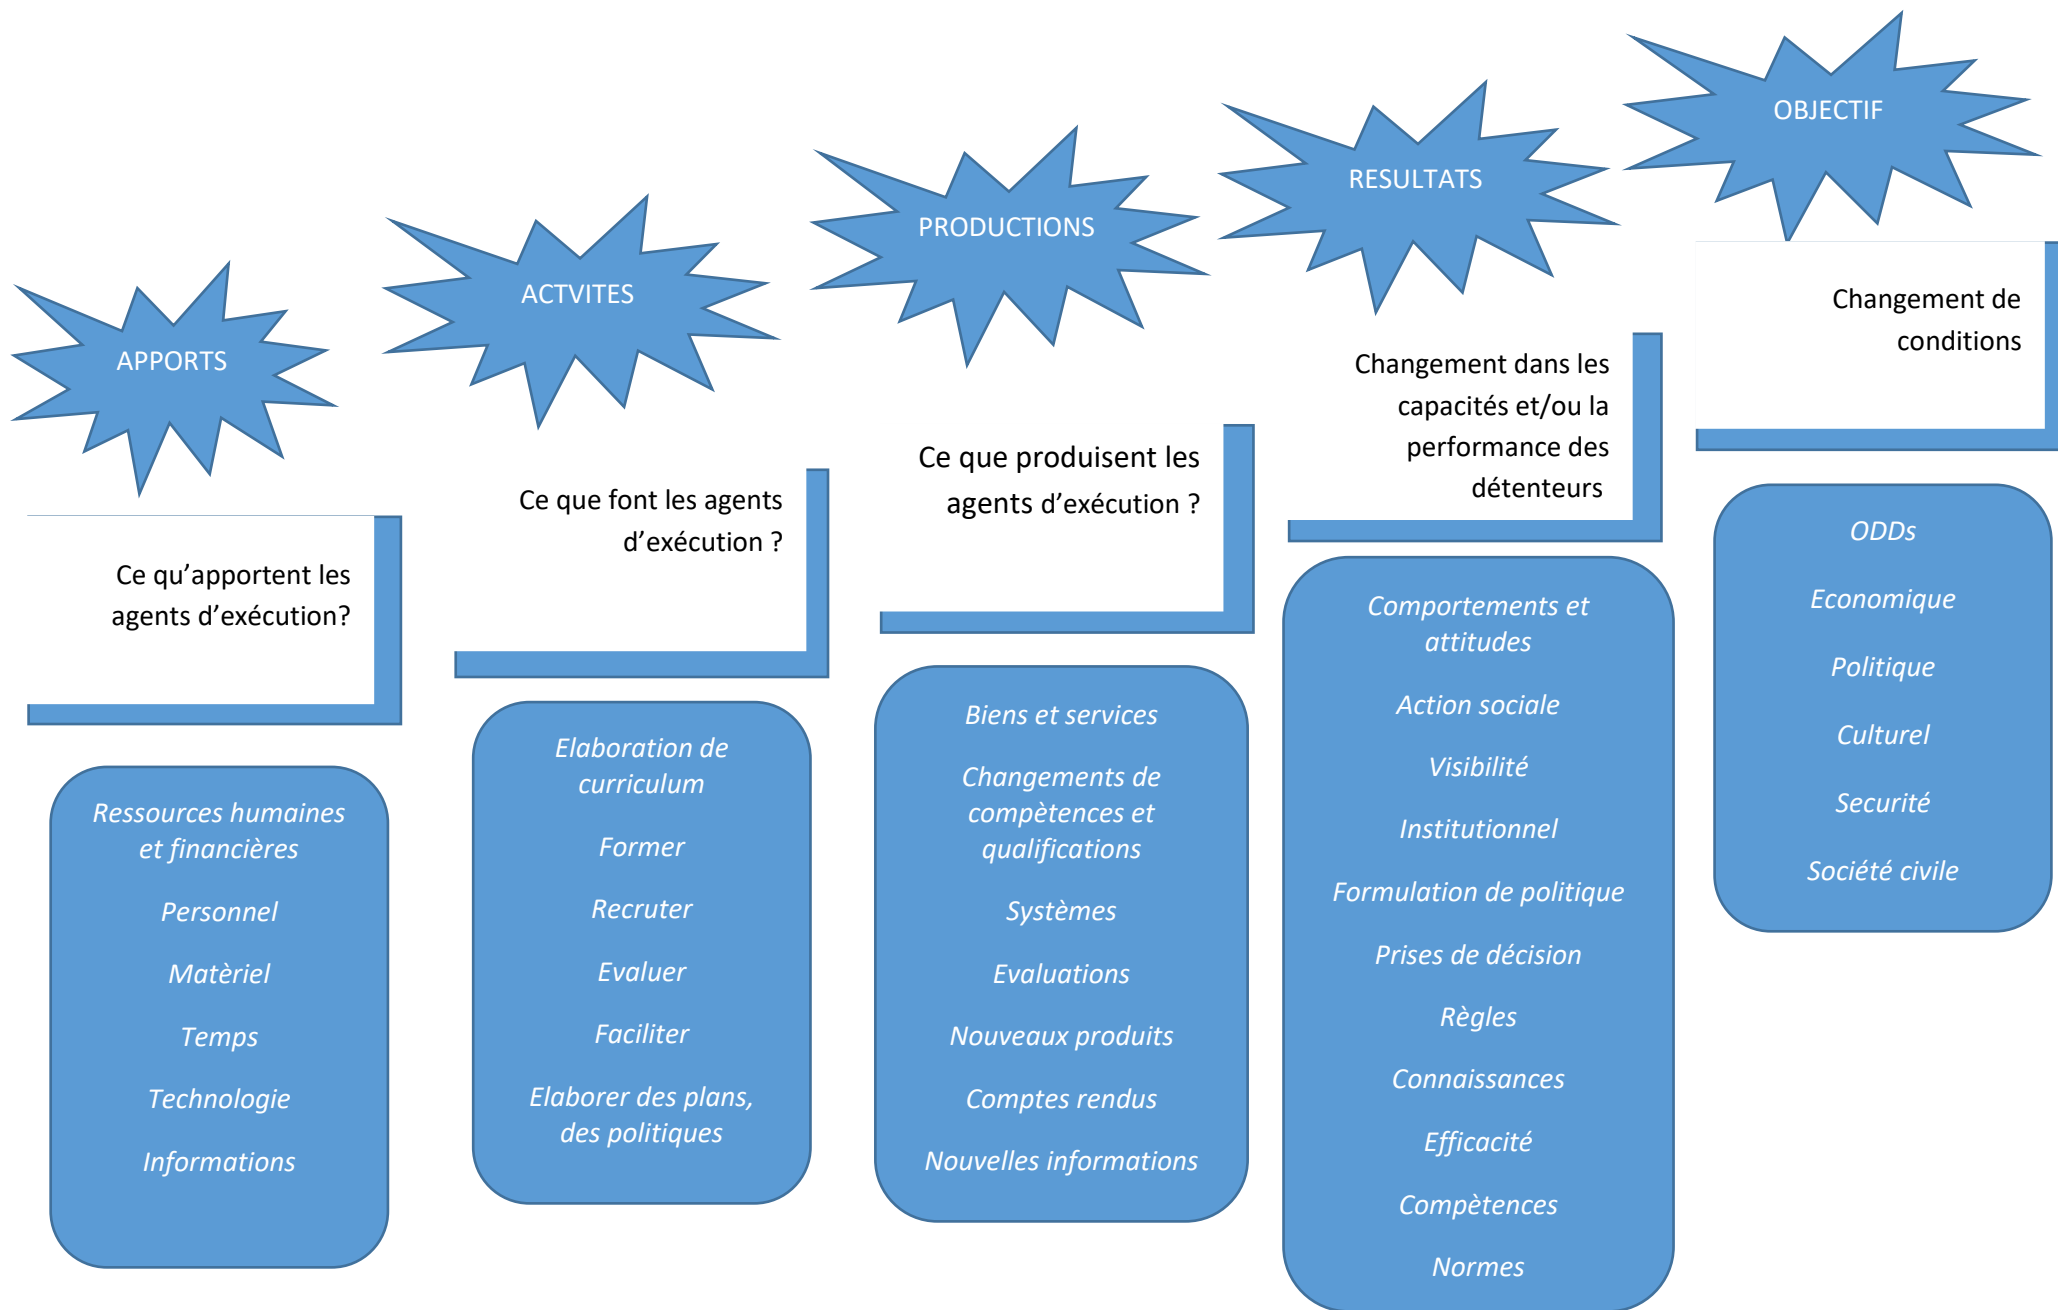 APPORTS
Ce qu'apportent les
agents d'exécution?
Ressources humaines
et financières
Personnel
Matèriel
Temps
Technologie
Informations
ACTVITES
Ce que font les agents
d'exécution ?
Elaboration de
curriculum
Former
Recruter
Evaluer
Faciliter
Elaborer des plans,
des politiques
PRODUCTIONS
Ce que produisent les
agents d'exécution ?
Biens et services
Changements de
compètences et
qualifications
Systèmes
Evaluations
Nouveaux produits
Comptes rendus
Nouvelles informations
RESULTATS
Changement dans les
capacités et/ou la
performance des
détenteurs
Comportements et
attitudes
Action sociale
Visibilité
Institutionnel
Formulation de politique
Prises de décision
Règles
Connaissances
Efficacité
Compètences
Normes
OBJECTIF
Changement de
conditions
ODDs
Economique
Politique
Culturel
Securité
Société civile